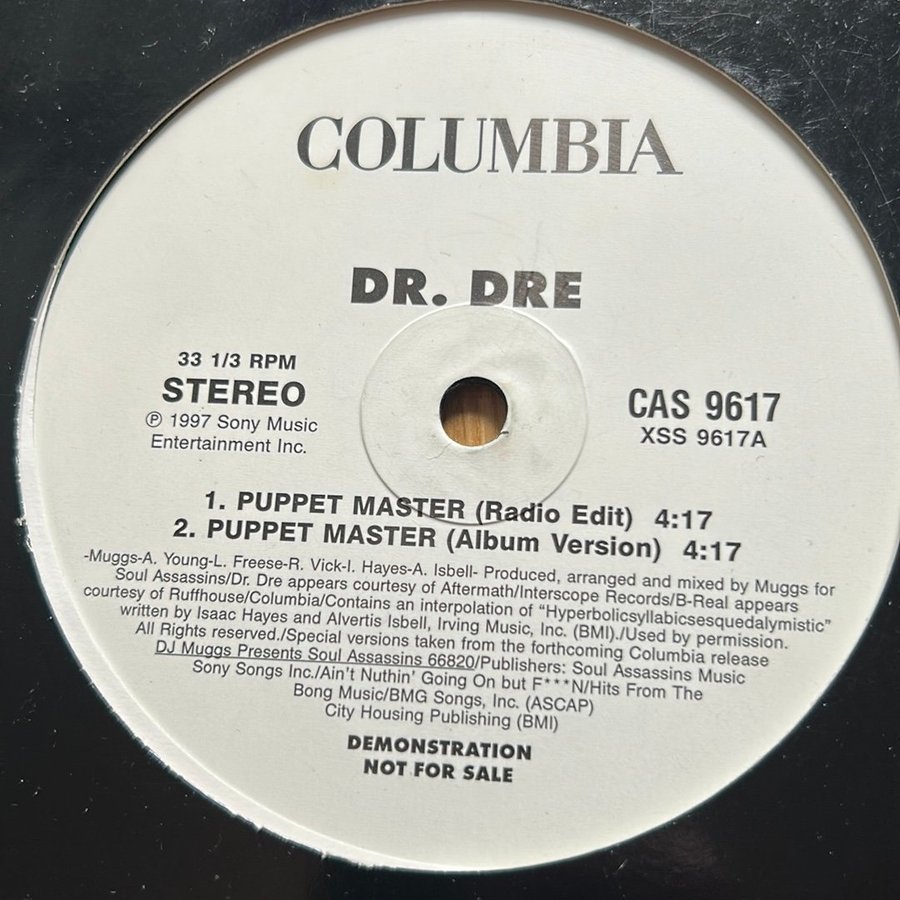 COLUMBIA
DR. DRE
33 1/3 RPM
STEREO
℗ 1997 Sony Music
Entertainment Inc.
CAS 9617
XSS 9617A
1. PUPPET MASTER (Radio Edit) 4:17
2. PUPPET MASTER (Album Version) 4:17
-Muggs-A. Young-L. Freese-R. Vick-I. Hayes-A. Isbell- Produced, arranged and mixed by Muggs for
Soul Assassins/Dr. Dre appears courtesy of Aftermath/Interscope Records/B-Real appears
courtesy of Ruffhouse/Columbia/Contains an interpolation of "Hyperbolicsyllabicsesquedalymistic"
written by Isaac Hayes and Alvertis Isbell, Irving Music, Inc. (BMI)./Used by permission.
All Rights reserved./Special versions taken from the forthcoming Columbia release
DJ Muggs Presents Soul Assassins 66820/Publishers: Soul Assassins Music
Sony Songs Inc./Ain't Nuthin' Going On but F***N/Hits From The
Bong Music/BMG Songs, Inc. (ASCAP)
City Housing Publishing (BMI)
DEMONSTRATION
NOT FOR SALE